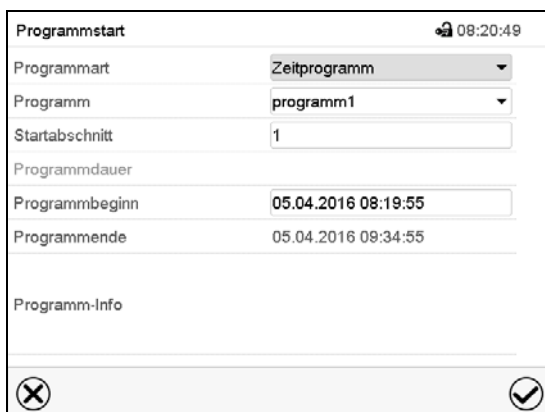 Programmstart 08:20:49
Programmart Zeitprogramm
Programm programm1
Startabschnitt 1
Programmdauer
Programmbeginn 05.04.2016 08:19:55
Programmende 05.04.2016 09:34:55
Programm-Info